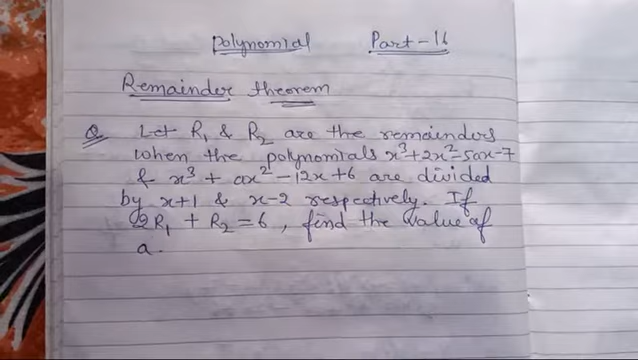 Polynomial Part-16
Remainder theorem
Q Let R₁ & R₂ are the remainders
when the polynomials x³+2x²-5ax-7
& x³ + ax² - 12x + 6 are divided
by x+1 & x-2 respectively. If
2R₁ + R₂ = 6, find the value of
a.